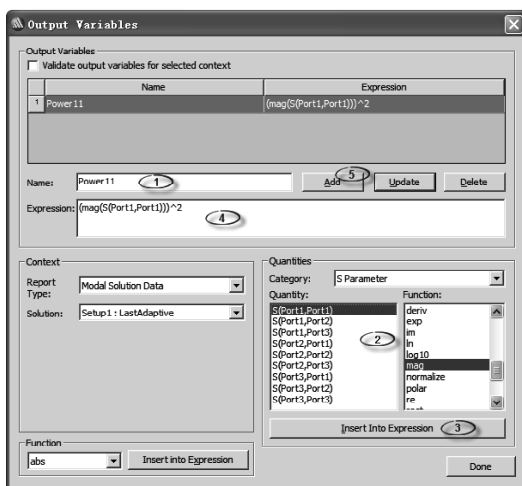 Output Variables
Output Variables
Validate output variables for selected context
Name Expression
1 Power11 (mag(S(Port1,Port1)))^2
Name: Power11 1 Add 5 Update Delete
Expression: (mag(S(Port1,Port1)))^2
4
Context
Report Type: Modal Solution Data
Solution: Setup1 : LastAdaptive
Quantities
Category: S Parameter
Quantity: Function:
S(Port1,Port1) deriv
S(Port1,Port2) exp
S(Port1,Port3) im
S(Port2,Port1) ln
S(Port2,Port2) log10
S(Port2,Port3) mag
S(Port3,Port1) normalize
S(Port3,Port2) polar
S(Port3,Port3) re
2
Insert Into Expression 3
Function
abs Insert into Expression
Done